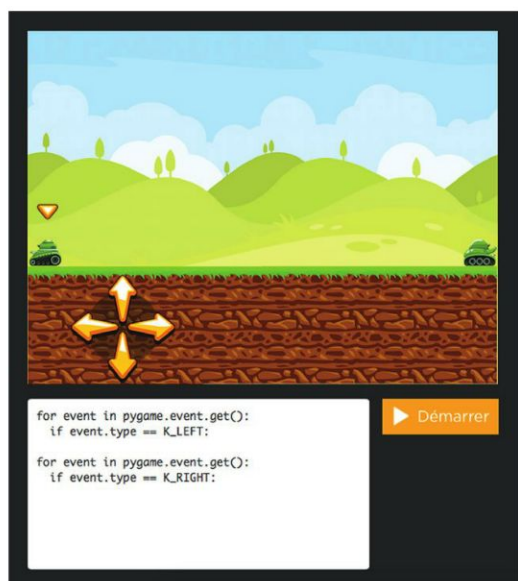 for event in pygame.event.get():
if event.type == K_LEFT:
for event in pygame.event.get():
if event.type == K_RIGHT:
Démarrer